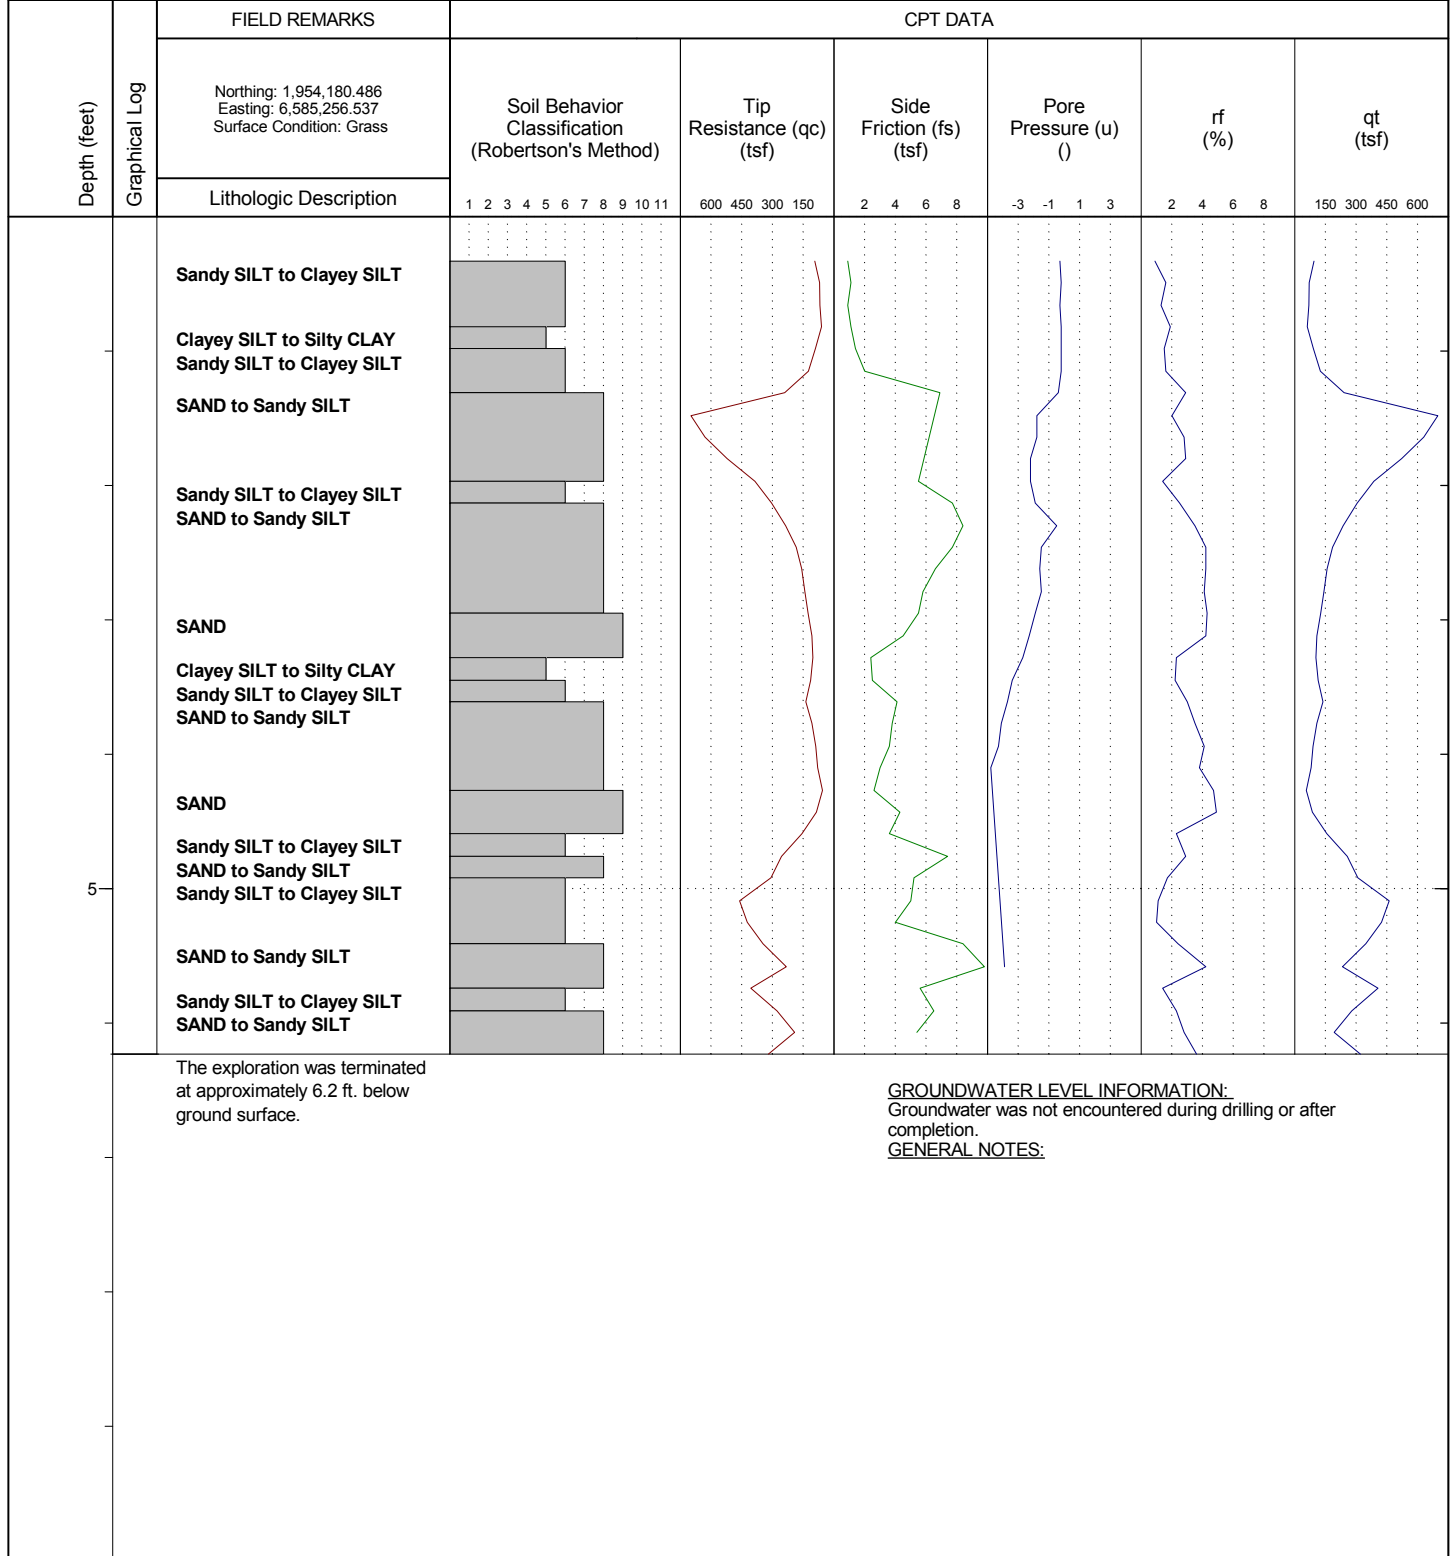 FIELD REMARKS
CPT DATA
Depth (feet)
Graphical Log
Northing: 1,954,180.486
Easting: 6,585,256.537
Surface Condition: Grass
Lithologic Description
Soil Behavior
Classification
(Robertson's Method)
1 2 3 4 5 6 7 8 9 10 11
Tip
Resistance (qc)
(tsf)
600 450 300 150
Side
Friction (fs)
(tsf)
2 4 6 8
Pore
Pressure (u)
()
-3 -1 1 3
rf
(%)
2 4 6 8
qt
(tsf)
150 300 450 600
Sandy SILT to Clayey SILT
Clayey SILT to Silty CLAY
Sandy SILT to Clayey SILT
SAND to Sandy SILT
Sandy SILT to Clayey SILT
SAND to Sandy SILT
SAND
Clayey SILT to Silty CLAY
Sandy SILT to Clayey SILT
SAND to Sandy SILT
SAND
Sandy SILT to Clayey SILT
SAND to Sandy SILT
5
Sandy SILT to Clayey SILT
SAND to Sandy SILT
Sandy SILT to Clayey SILT
SAND to Sandy SILT
The exploration was terminated
at approximately 6.2 ft. below
ground surface.
GROUNDWATER LEVEL INFORMATION:
Groundwater was not encountered during drilling or after
completion.
GENERAL NOTES: